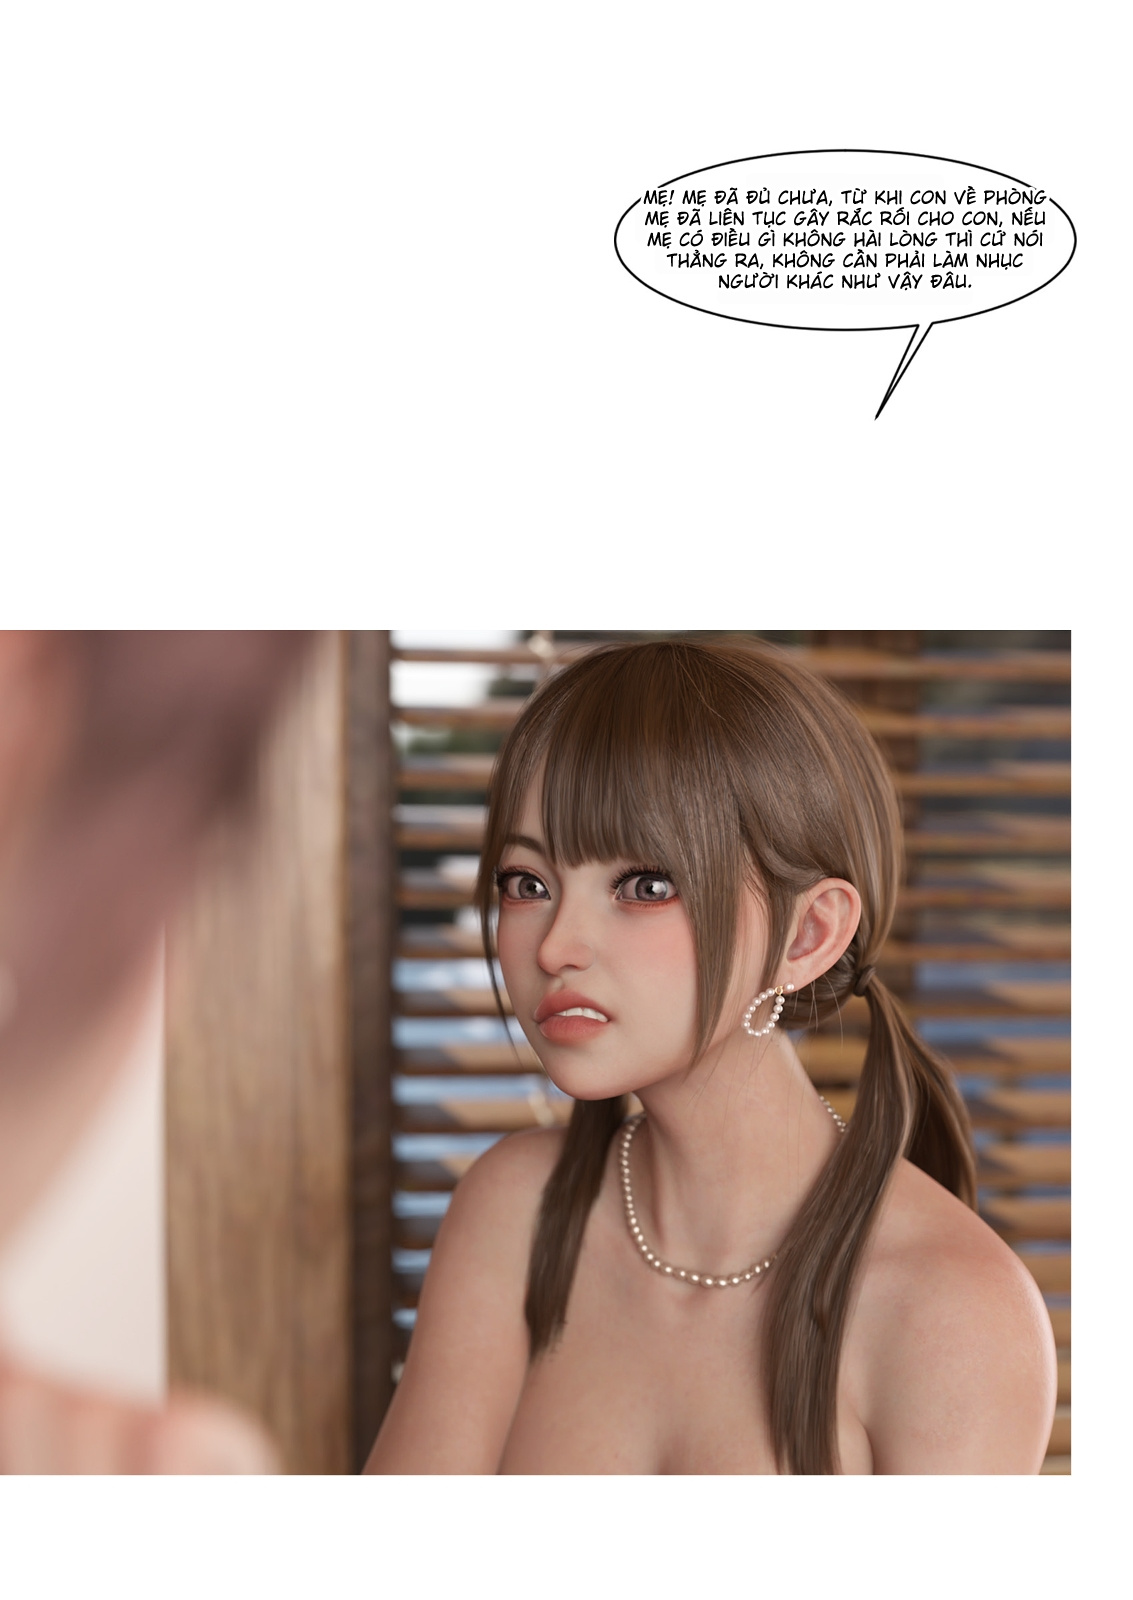 MẸ! MẸ ĐÃ ĐỦ CHƯA, TỪ KHI CON VỀ PHÒNG
MẸ ĐÃ LIÊN TỤC GÂY RẮC RỐI CHO CON, NẾU
MẸ CÓ ĐIỀU GÌ KHÔNG HÀI LÒNG THÌ CỨ NÓI
THẲNG RA, KHÔNG CẦN PHẢI LÀM NHỤC
NGƯỜI KHÁC NHƯ VẬY ĐÂU.